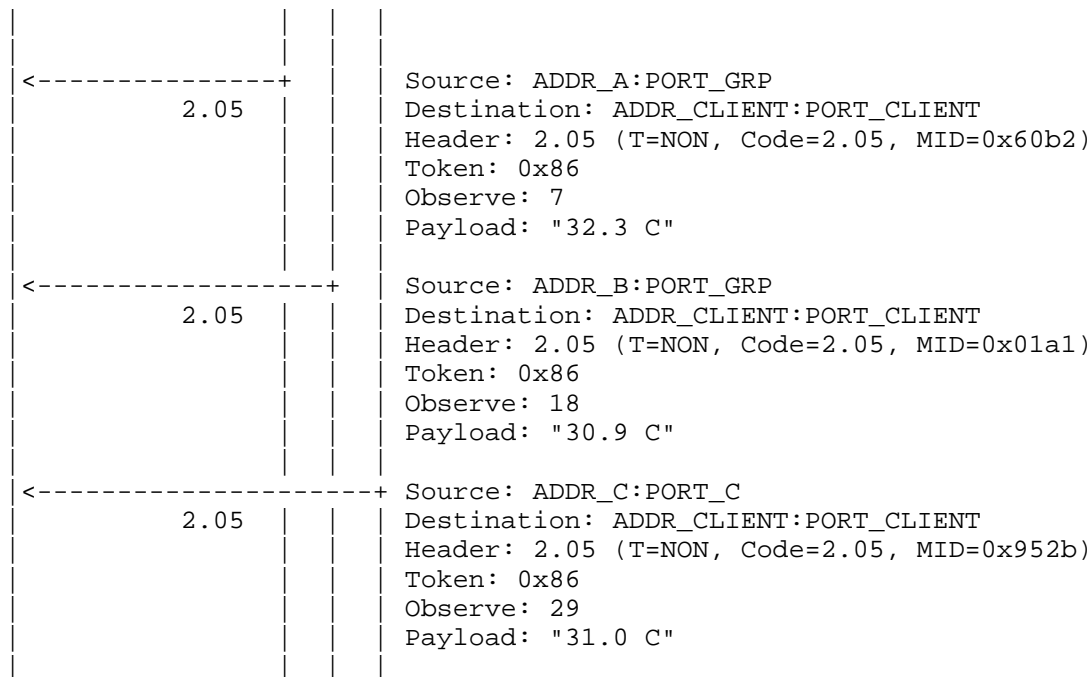 Source: ADDR_A:PORT_GRP
2.05 Destination: ADDR_CLIENT:PORT_CLIENT
Header: 2.05 (T=NON, Code=2.05, MID=0x60b2)
Token: 0x86
Observe: 7
Payload: "32.3 C"
Source: ADDR_B:PORT_GRP
2.05 Destination: ADDR_CLIENT:PORT_CLIENT
Header: 2.05 (T=NON, Code=2.05, MID=0x01a1)
Token: 0x86
Observe: 18
Payload: "30.9 C"
Source: ADDR_C:PORT_C
2.05 Destination: ADDR_CLIENT:PORT_CLIENT
Header: 2.05 (T=NON, Code=2.05, MID=0x952b)
Token: 0x86
Observe: 29
Payload: "31.0 C"